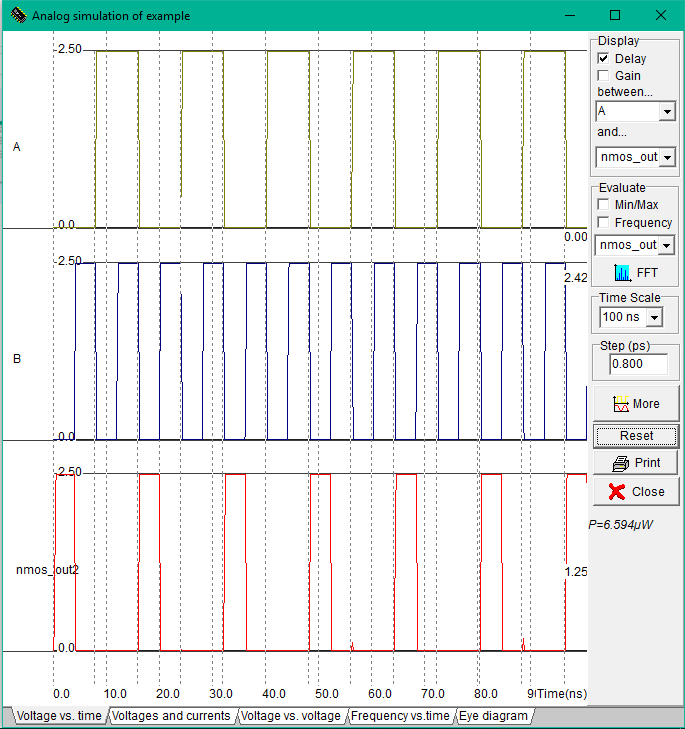 Analog simulation of example
2.50
A
0.0
0.00
2.50
2.42
B
0.0
2.50
nmos_out2
1.25
0.0
0.0 10.0 20.0 30.0 40.0 50.0 60.0 70.0 80.0 9 Time(ns)
Voltage vs. time Voltages and currents Voltage vs. voltage Frequency vs.time Eye diagram
Display
Delay
Gain
between...
A
and...
nmos_out
Evaluate
Min/Max
Frequency
nmos_out
FFT
Time Scale
100 ns
Step (ps)
0.800
More
Reset
Print
Close
P=6.594µW